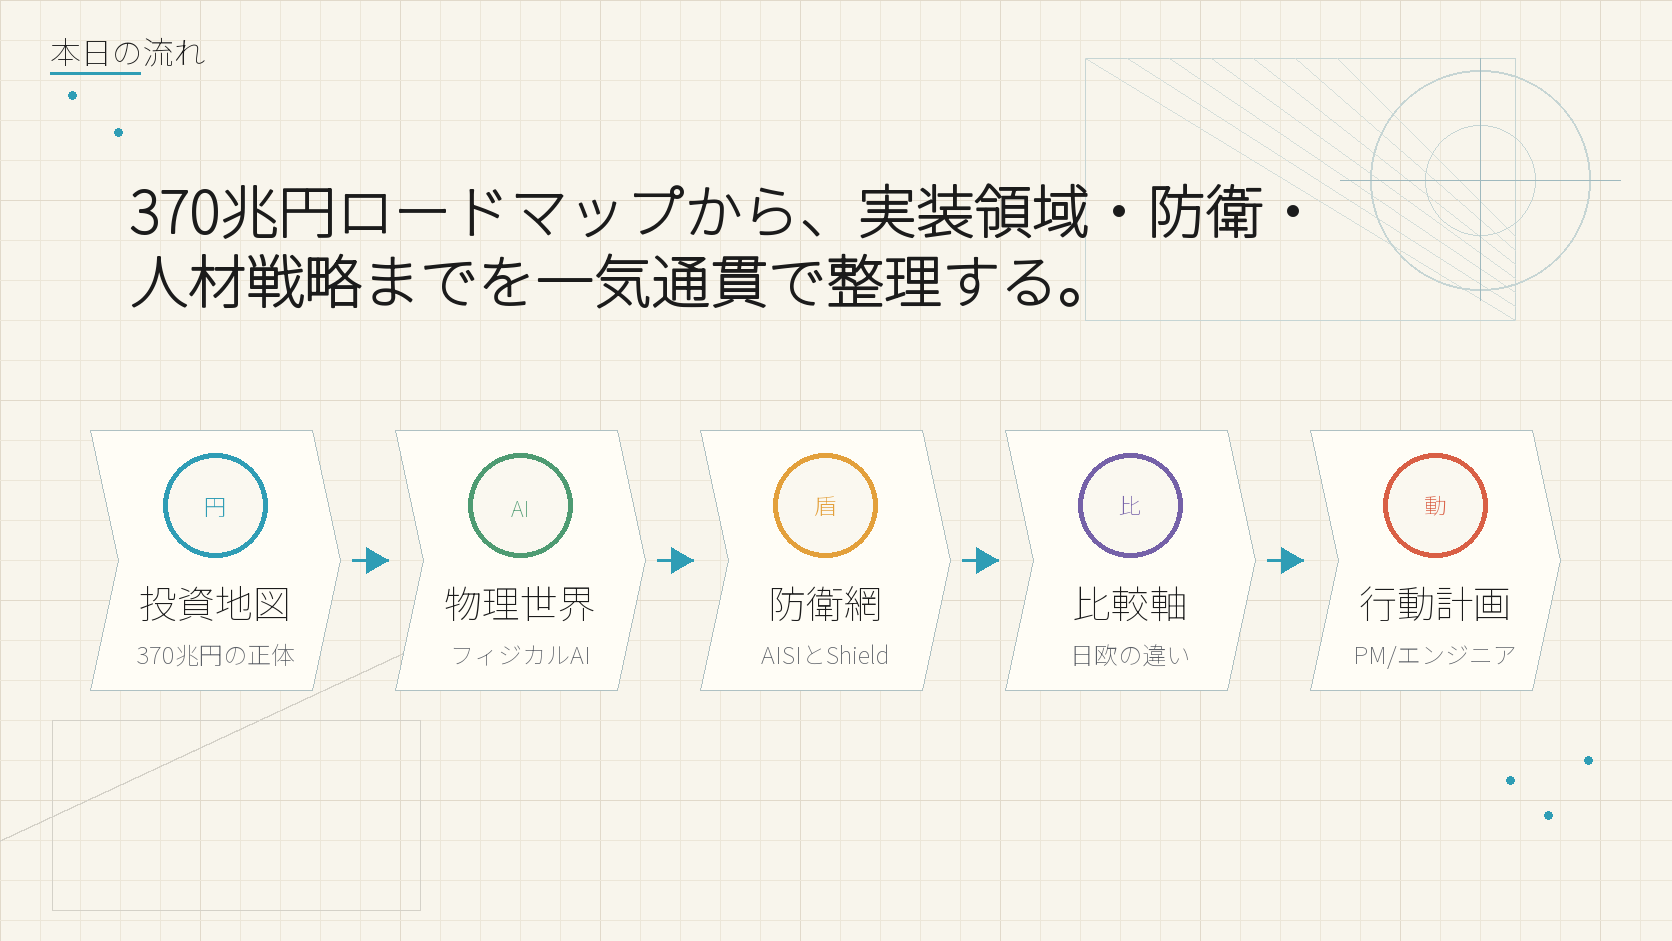 本日の流れ
370兆円ロードマップから、実装領域・防衛・
人材戦略までを一気通貫で整理する。
円
投資地図
370兆円の正体
AI
物理世界
フィジカルAI
盾
防衛網
AISIとShield
比
比較軸
日欧の違い
動
行動計画
PM/エンジニア